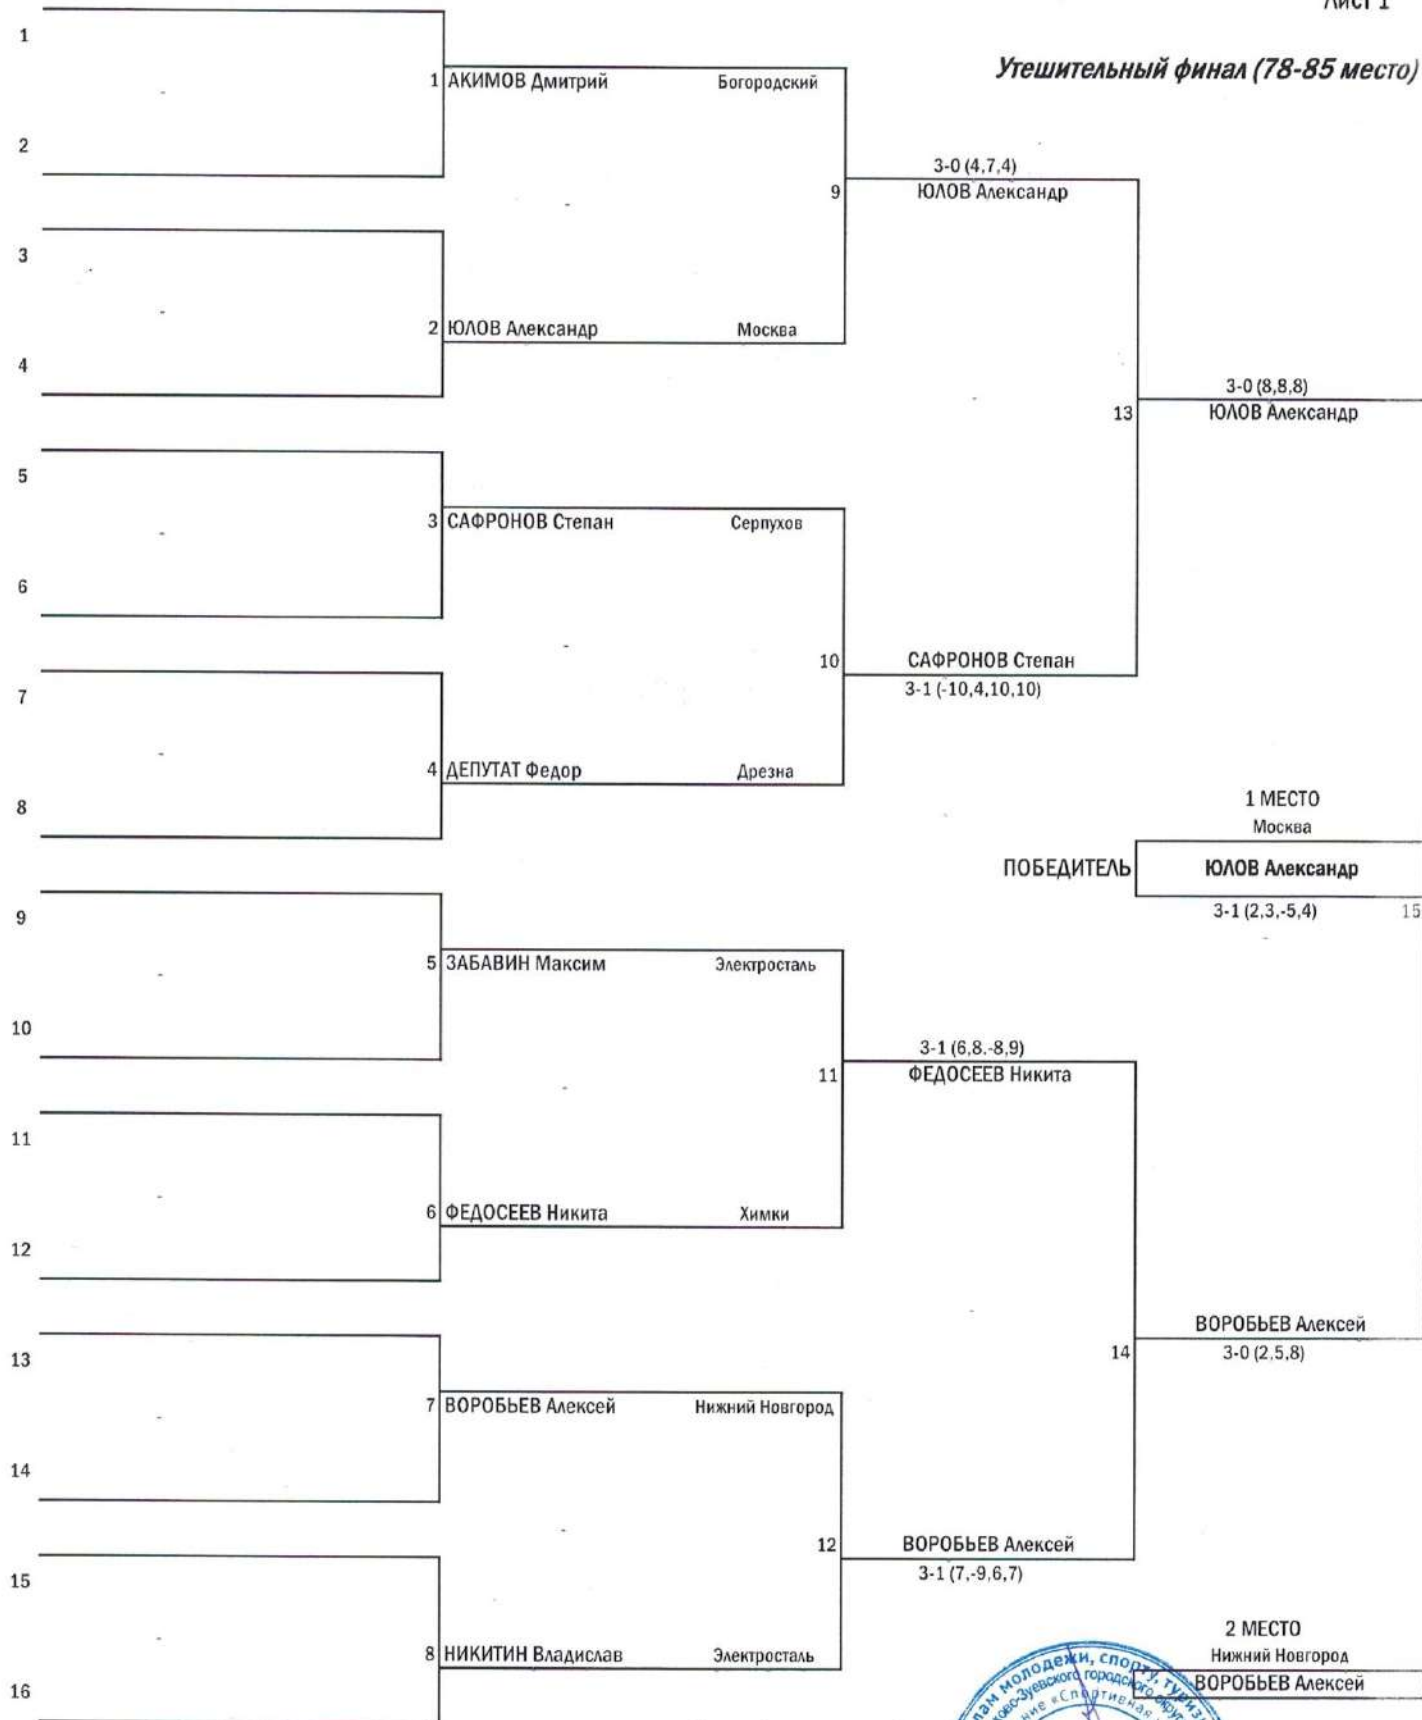 Лист 1
Утешительный финал (78-85 место)
1
1 АКИМОВ Дмитрий Богородский
2
3-0 (4,7,4)
9 ЮЛОВ Александр
3
2 ЮЛОВ Александр Москва
4
3-0 (8,8,8)
13 ЮЛОВ Александр
5
3 САФРОНОВ Степан Серпухов
6
10 САФРОНОВ Степан
3-1 (-10,4,10,10)
7
4 ДЕПУТАТ Федор Дрезна
8
1 МЕСТО
Москва
ПОБЕДИТЕЛЬ ЮЛОВ Александр
3-1 (2,3,-5,4) 15
9
5 ЗАБАВИН Максим Электросталь
10
3-1 (6,8.-8,9)
11 ФЕДОСЕЕВ Никита
11
6 ФЕДОСЕЕВ Никита Химки
12
ВОРОБЬЕВ Алексей
14 3-0 (2,5,8)
13
7 ВОРОБЬЕВ Алексей Нижний Новгород
14
12 ВОРОБЬЕВ Алексей
3-1 (7,-9,6,7)
15
8 НИКИТИН Владислав Электросталь
16
2 МЕСТО
Нижний Новгород
ВОРОБЬЕВ Алексей
молодежи, спорту,
городского